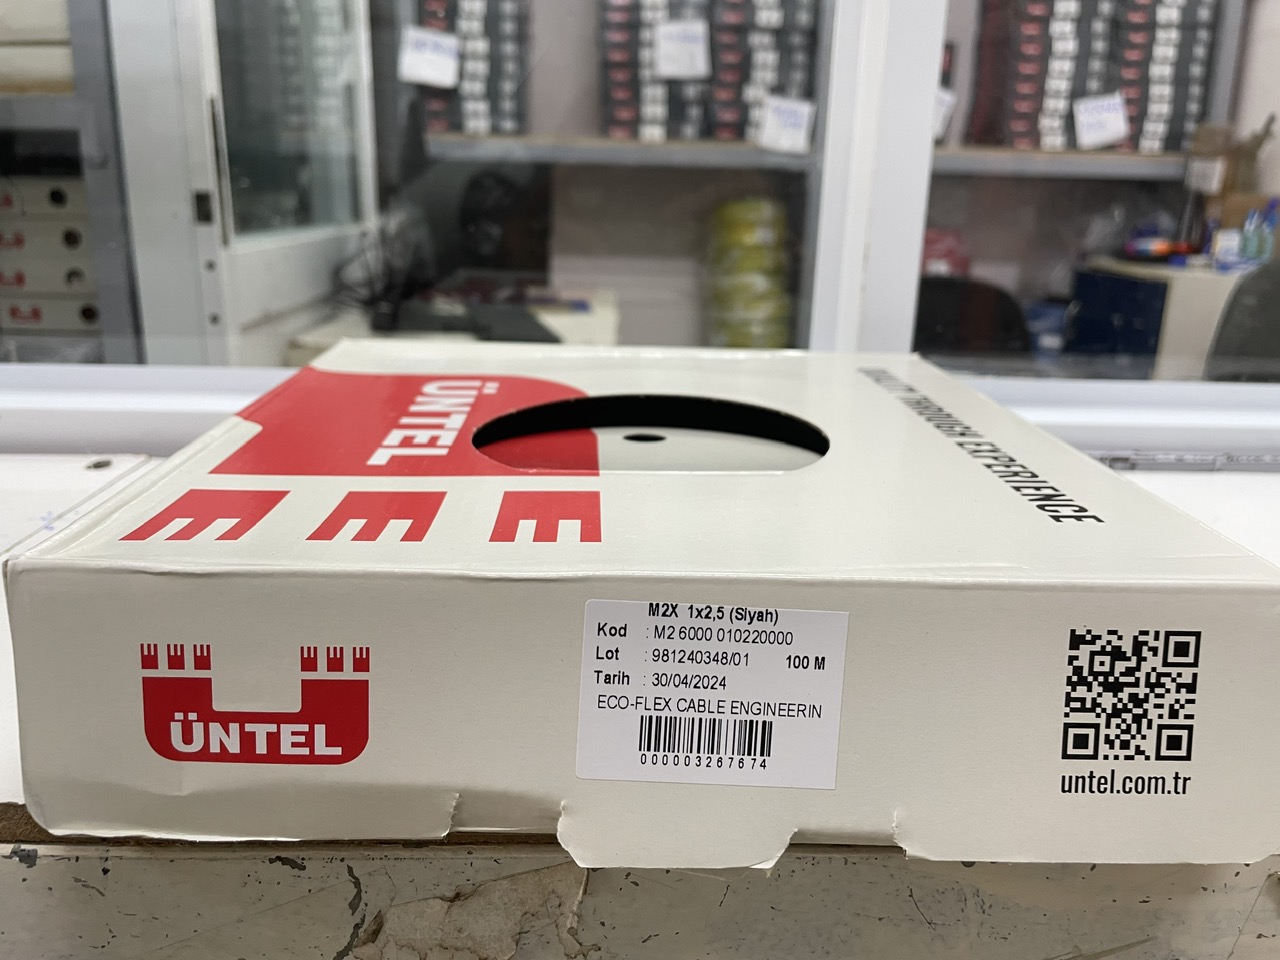 ÜNTEL
QUALITY THROUGH EXPERIENCE
ÜNTEL
M2X 1x2,5 (Siyah)
Kod : M2 6000 010220000
Lot : 981240348/01 100 M
Tarih : 30/04/2024
ECO-FLEX CABLE ENGINEERIN
0000003267674
untel.com.tr